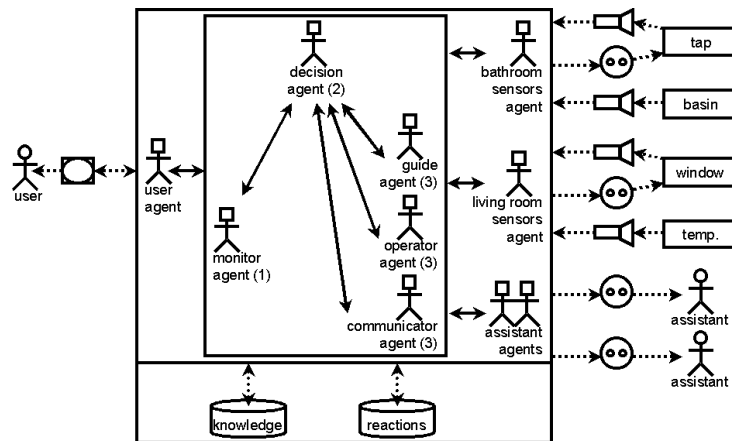 decision
agent (2)
bathroom
sensors
agent
tap
basin
user
user
agent
guide
agent (3)
living room
sensors
agent
window
temp.
monitor
agent (1)
operator
agent (3)
communicator
agent (3)
assistant
agents
assistant
assistant
knowledge
reactions